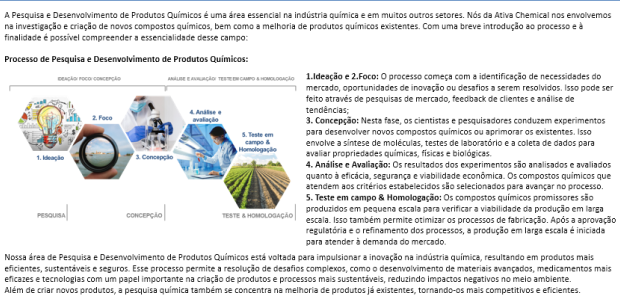 A Pesquisa e Desenvolvimento de Produtos Químicos é uma área essencial na indústria química e em muitos outros setores. Nós da Ativa Chemical nos envolvemos
na investigação e criação de novos compostos químicos, bem como a melhoria de produtos químicos existentes. Com uma breve introdução ao processo e à
finalidade é possível compreender a essencialidade desse campo:
Processo de Pesquisa e Desenvolvimento de Produtos Químicos:
IDEAÇÃO FOCO CONCEPÇÃO
ANÁLISE E AVALIAÇÃO TESTE EM CAMPO & HOMOLOGAÇÃO
1. Ideação
2. Foco
3. Concepção
4. Análise e
avaliação
5. Teste em
campo &
Homologação
PESQUISA
CONCEPÇÃO
TESTE & HOMOLOGAÇÃO
1.Ideação e 2.Foco: O processo começa com a identificação de necessidades do
mercado, oportunidades de inovação ou desafios a serem resolvidos. Isso pode ser
feito através de pesquisas de mercado, feedback de clientes e análise de
tendências;
3. Concepção: Nesta fase, os cientistas e pesquisadores conduzem experimentos
para desenvolver novos compostos químicos ou aprimorar os existentes. Isso
envolve a síntese de moléculas, testes de laboratório e a coleta de dados para
avaliar propriedades químicas, físicas e biológicas.
4. Análise e Avaliação: Os resultados dos experimentos são analisados e avaliados
quanto à eficácia, segurança e viabilidade econômica. Os compostos químicos que
atendem aos critérios estabelecidos são selecionados para avançar no processo.
5. Teste em campo & Homologação: Os compostos químicos promissores são
produzidos em pequena escala para verificar a viabilidade da produção em larga
escala. Isso também permite otimizar os processos de fabricação. Após a aprovação
regulatória e o refinamento dos processos, a produção em larga escala é iniciada
para atender à demanda do mercado.
Nossa área de Pesquisa e Desenvolvimento de Produtos Químicos está voltada para impulsionar a inovação na indústria química, resultando em produtos mais
eficientes, sustentáveis e seguros. Esse processo permite a resolução de desafios complexos, como o desenvolvimento de materiais avançados, medicamentos mais
eficazes e tecnologias com um papel importante na criação de produtos e processos mais sustentáveis, reduzindo impactos negativos no meio ambiente.
Além de criar novos produtos, a pesquisa química também se concentra na melhoria de produtos já existentes, tornando-os mais competitivos e eficientes.